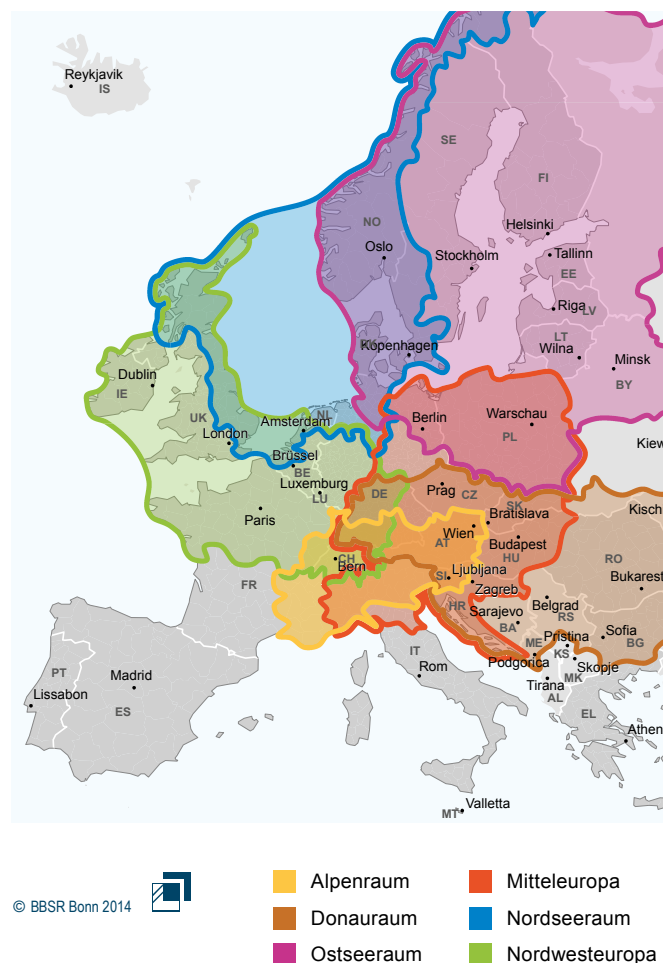 Reykjavik
IS
SE
FI
NO
Helsinki
Oslo
Stockholm
Tallinn
EE
Riga
LV
LT
Kopenhagen
Wilna
Minsk
Dublin
BY
IE
UK
NL
Berlin
Warschau
Amsterdam
London
PL
Kiew
Brüssel
BE
Luxemburg
LU
DE
Prag
CZ
SK
Kisch
Paris
Bratislava
Wien
AT
Budapest
HU
CH
Bern
RO
FR
SI
Ljubljana
Bukarest
Zagreb
HR
Sarajevo
Belgrad
RS
BA
Sofia
Pristina
ME
BG
IT
KS
Podgorica
Skopje
PT
Madrid
Rom
MK
Tirana
Lissabon
AL
ES
EL
Athen
MT
Valletta
© BBSR Bonn 2014
Alpenraum
Mitteleuropa
Donauraum
Nordseeraum
Ostseeraum
Nordwesteuropa